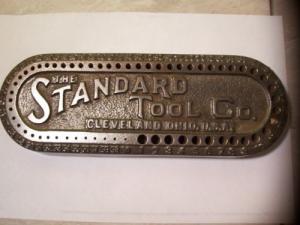 THE
STANDARD
TOOL CO.
CLEVELAND, OHIO, U.S.A.